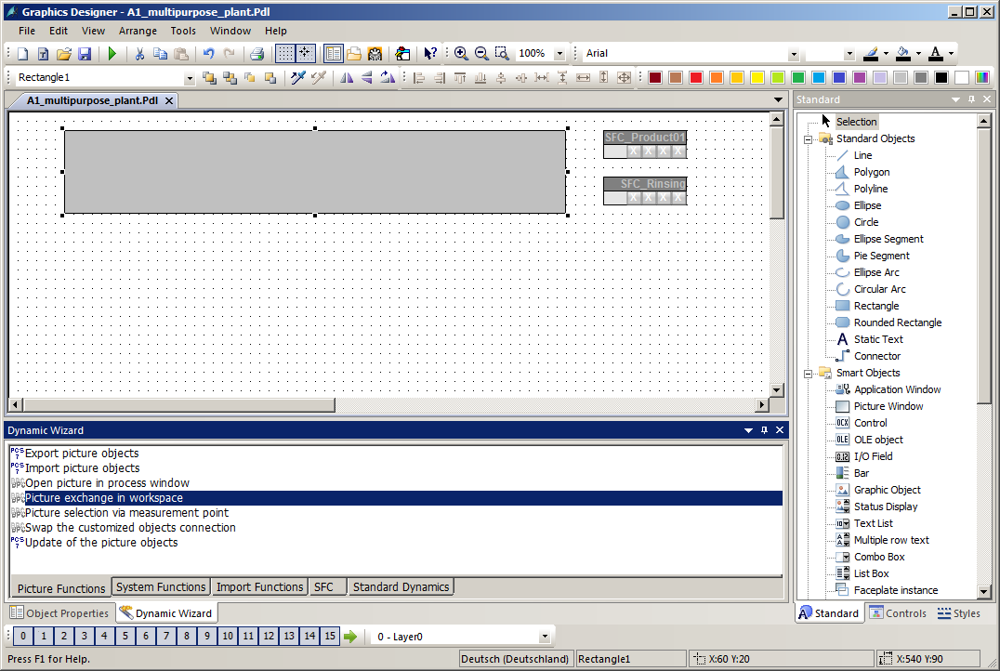 Graphics Designer - A1_multipurpose_plant.Pdl
File Edit View Arrange Tools Window Help
100% Arial
Rectangle1
A1_multipurpose_plant.Pdl
SFC_Product01
X X X X
SFC_Rinsing
X X X X
Dynamic Wizard
Export picture objects
Import picture objects
Open picture in process window
Picture exchange in workspace
Picture selection via measurement point
Swap the customized objects connection
Update of the picture objects
Picture Functions System Functions Import Functions SFC Standard Dynamics
Object Properties Dynamic Wizard
Standard
Selection
Standard Objects
Line
Polygon
Polyline
Ellipse
Circle
Ellipse Segment
Pie Segment
Ellipse Arc
Circular Arc
Rectangle
Rounded Rectangle
A Static Text
Connector
Smart Objects
Application Window
Picture Window
OCX Control
OLE OLE object
0.12 I/O Field
Bar
Graphic Object
Status Display
Text List
Multiple row text
Combo Box
List Box
Faceplate instance
Standard Controls Styles
0 1 2 3 4 5 6 7 8 9 10 11 12 13 14 15 0 - Layer0
Press F1 for Help. Deutsch (Deutschland) Rectangle1 X:60 Y:20 X:540 Y:90